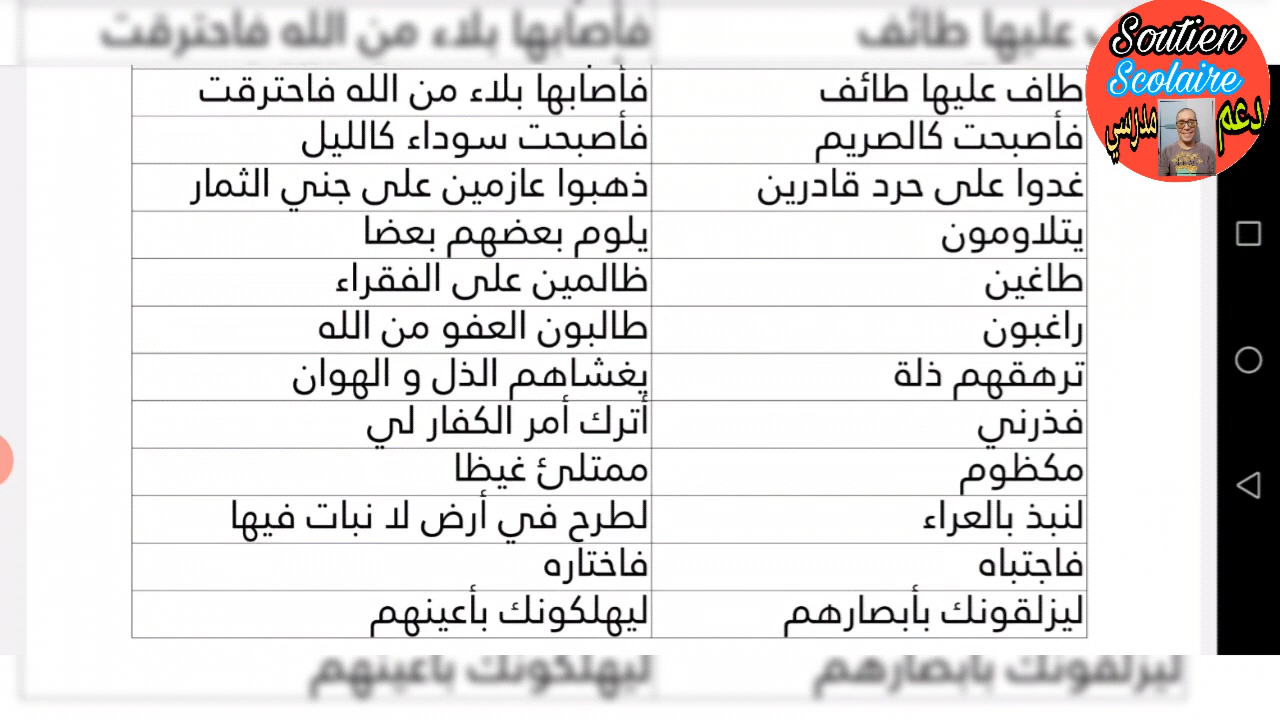 Soutien
Scolaire
دعم مدرسي
طاف عليها طائف فأصابها بلاء من الله فاحترقت
فأصبحت كالصريم فأصبحت سوداء كالليل
غدوا على حرد قادرين ذهبوا عازمين على جني الثمار
يتلاومون يلوم بعضهم بعضا
طاغين ظالمين على الفقراء
راغبون طالبون العفو من الله
ترهقهم ذلة يغشاهم الذل و الهوان
فذرني أترك أمر الكفار لي
مكظوم ممتلئ غيظا
لنبذ بالعراء لطرح في أرض لا نبات فيها
فاجتباه فاختاره
ليزلقونك بأبصارهم ليهلكونك بأعينهم